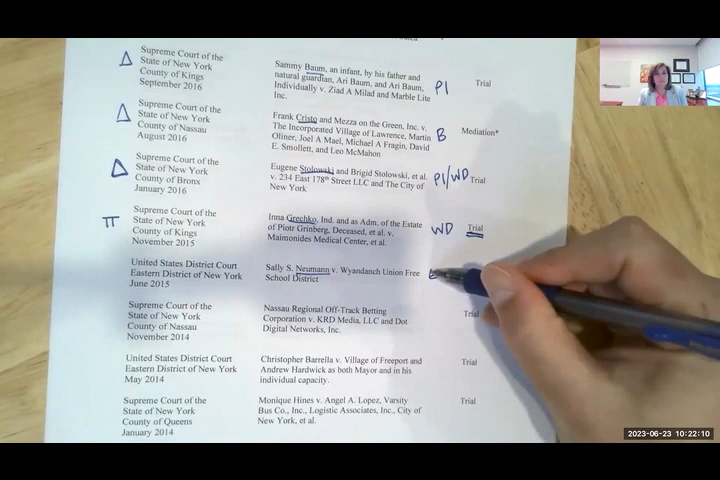 Δ Supreme Court of the
State of New York
County of Kings
September 2016
Sammy Baum, an infant, by his father and
natural guardian, Ari Baum, and Ari Baum,
Individually v. Ziad A Milad and Marble Lite
Inc.
PI
Trial
Δ Supreme Court of the
State of New York
County of Nassau
August 2016
Frank Cristo and Mezza on the Green, Inc. v.
The Incorporated Village of Lawrence, Martin
Oliner, Joel A Mael, Michael A Fragin, David
E. Smollett, and Leo McMahon
B
Mediation*
Δ Supreme Court of the
State of New York
County of Bronx
January 2016
Eugene Stolowski and Brigid Stolowski, et al.
v. 234 East 178th Street LLC and The City of
New York
PI/WD
Trial
π Supreme Court of the
State of New York
County of Kings
November 2015
Inna Grechko, Ind. and as Adm. of the Estate
of Piotr Grinberg, Deceased, et al. v.
Maimonides Medical Center, et al.
WD
Trial
United States District Court
Eastern District of New York
June 2015
Sally S. Neumann v. Wyandanch Union Free
School District
Supreme Court of the
State of New York
County of Nassau
November 2014
Nassau Regional Off-Track Betting
Corporation v. KRD Media, LLC and Dot
Digital Networks, Inc.
Trial
United States District Court
Eastern District of New York
May 2014
Christopher Barrella v. Village of Freeport and
Andrew Hardwick as both Mayor and in his
individual capacity.
Trial
Supreme Court of the
State of New York
County of Queens
January 2014
Monique Hines v. Angel A. Lopez, Varsity
Bus Co., Inc., Logistic Associates, Inc., City of
New York, et al.
Trial
2023-06-23 10:22:10